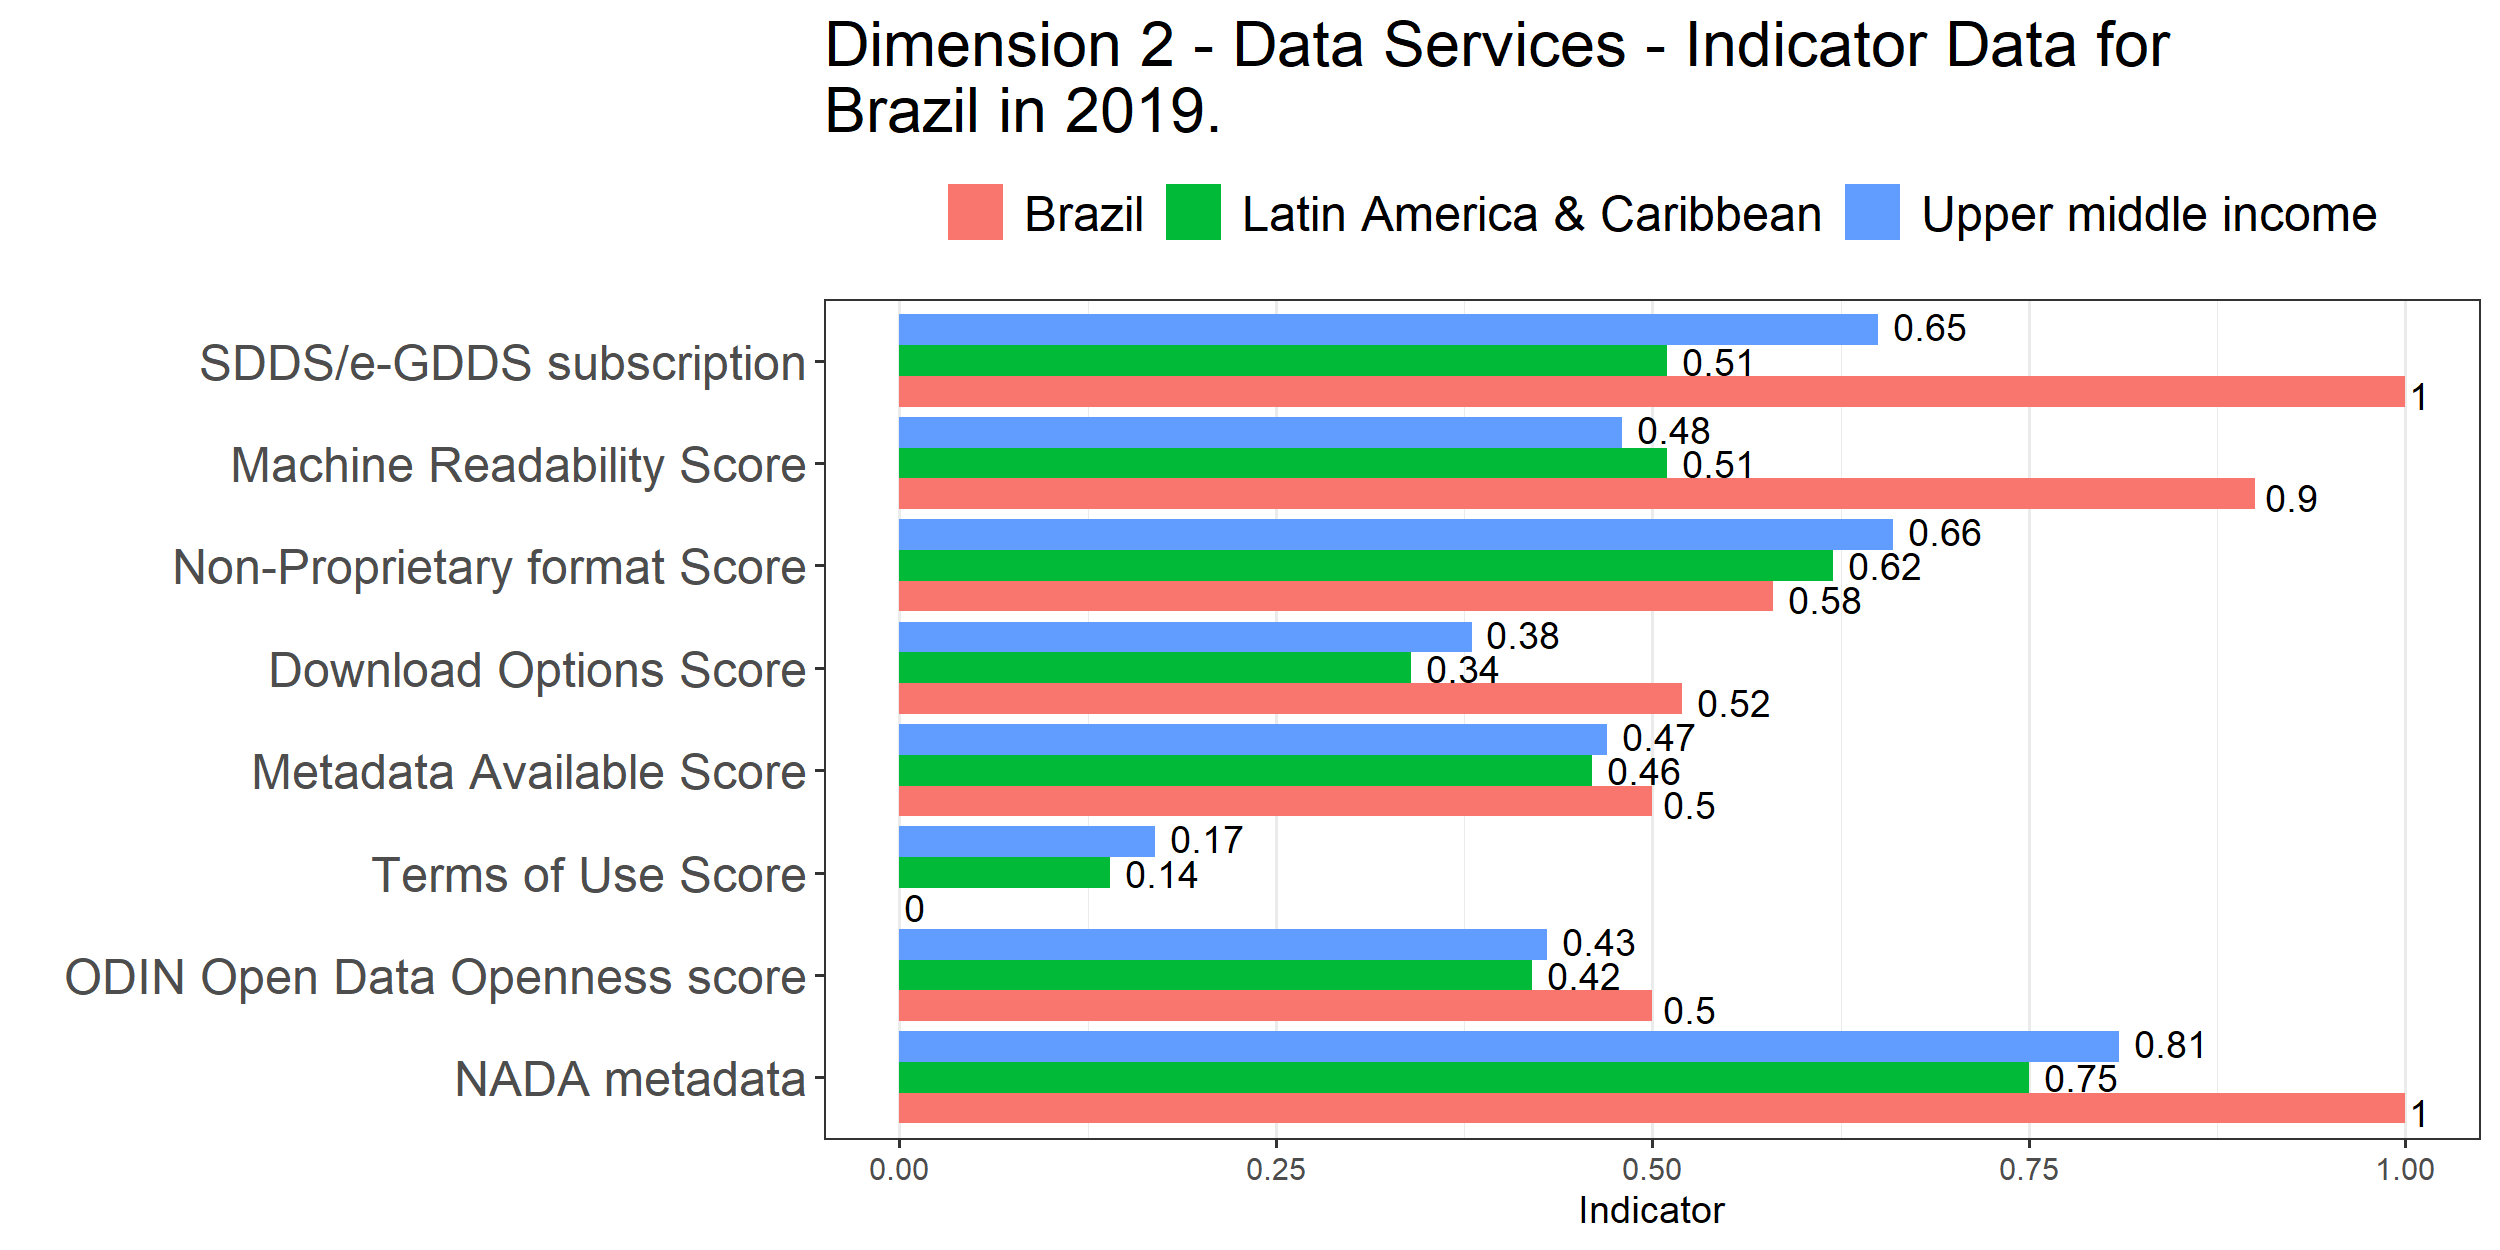 Dimension 2 - Data Services - Indicator Data for
Brazil in 2019.
Brazil
Latin America & Caribbean
Upper middle income
SDDS/e-GDDS subscription
0.65
0.51
1
Machine Readability Score
0.48
0.51
0.9
Non-Proprietary format Score
0.66
0.62
0.58
Download Options Score
0.38
0.34
0.52
Metadata Available Score
0.47
0.46
0.5
Terms of Use Score
0.17
0.14
0
ODIN Open Data Openness score
0.43
0.42
0.5
NADA metadata
0.81
0.75
1
0.00
0.25
0.50
0.75
1.00
Indicator